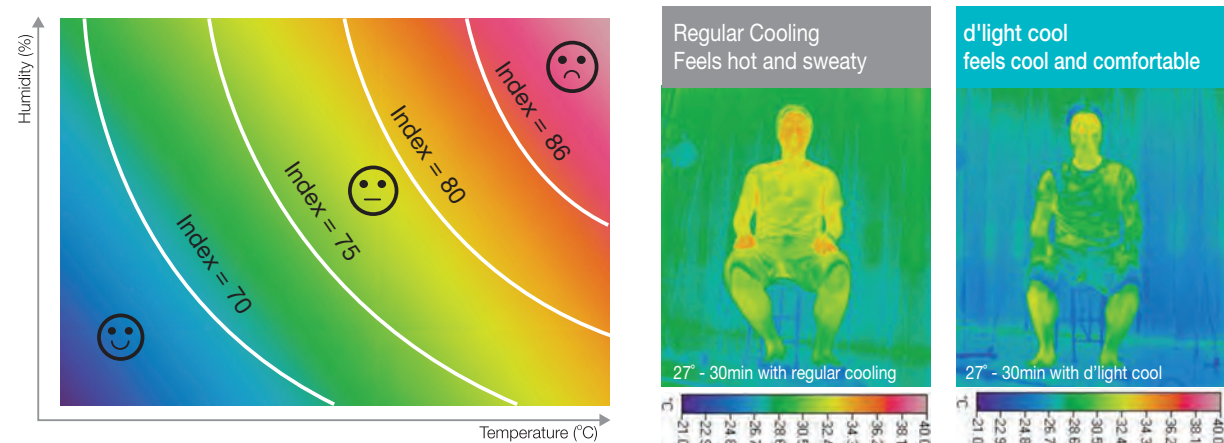 Humidity (%)
Index = 70
Index = 75
Index = 80
Index = 86
Temperature (°C)
Regular Cooling
Feels hot and sweaty
27° - 30min with regular cooling
°C
d'light cool
feels cool and comfortable
27° - 30min with d'light cool
°C